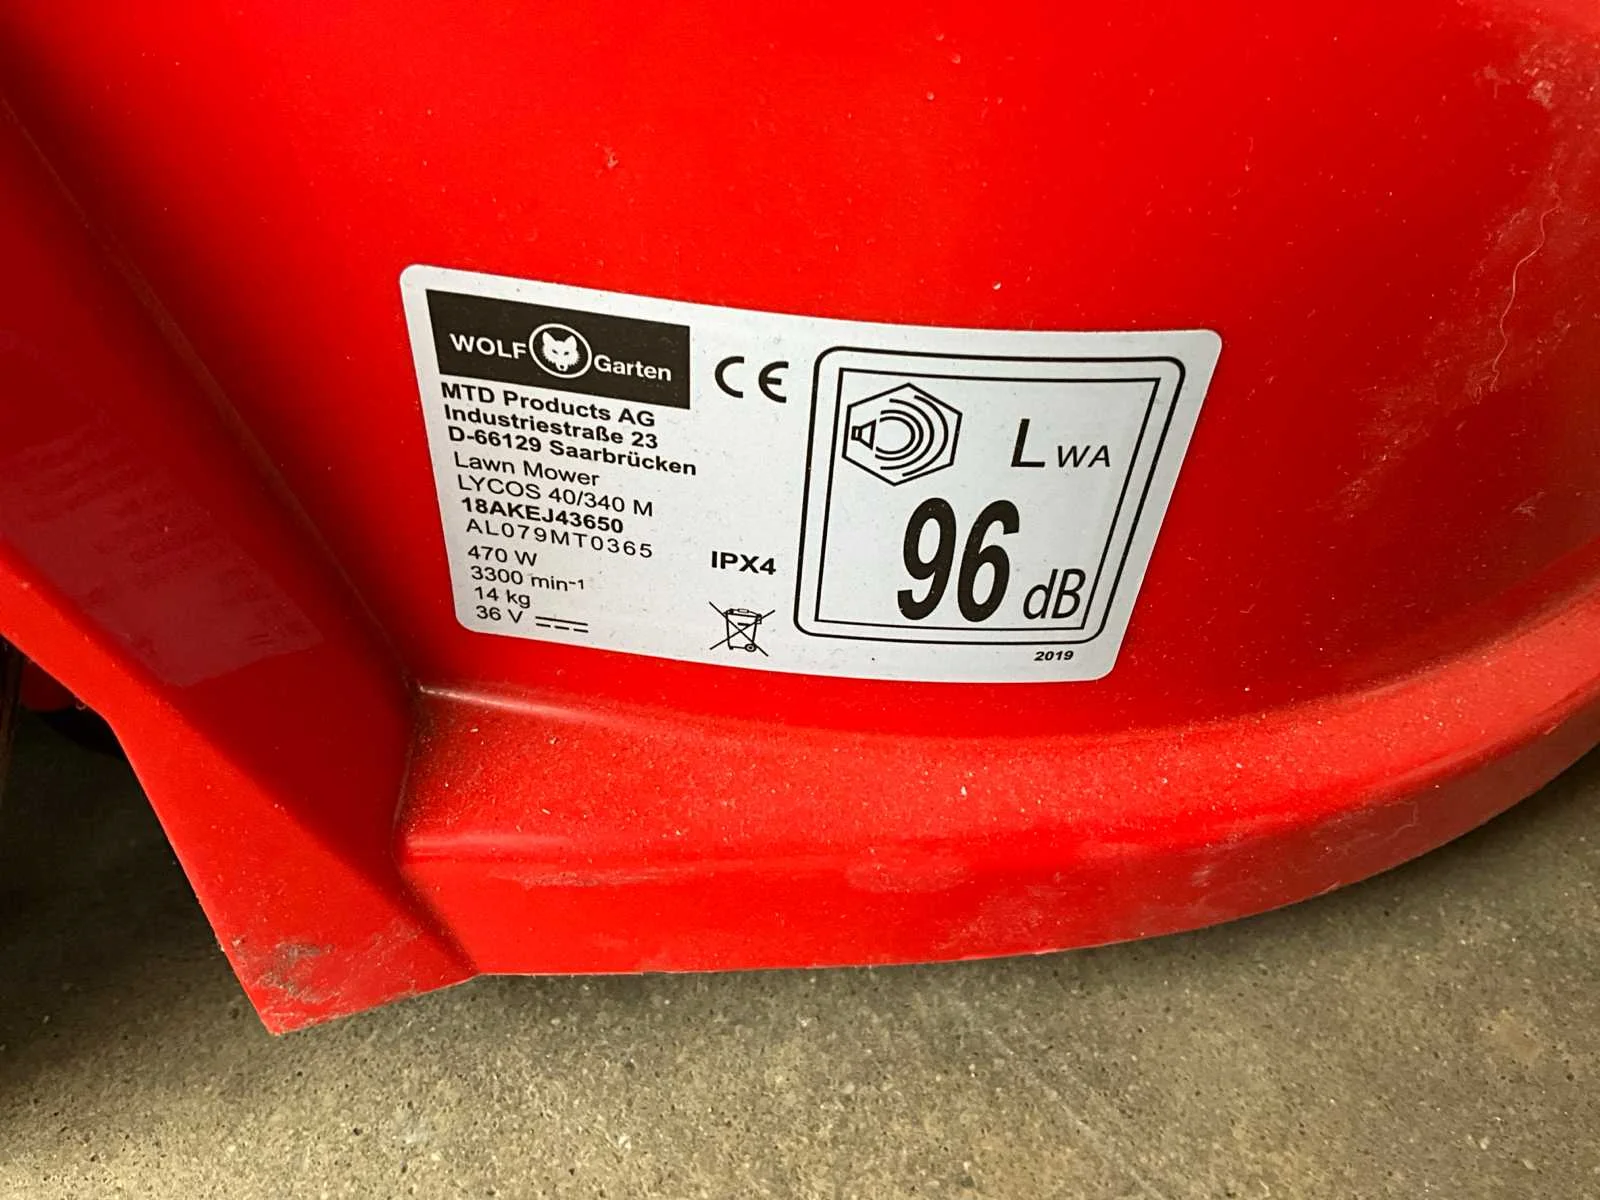 WOLF Garten
MTD Products AG
Industriestraße 23
D-66129 Saarbrücken
Lawn Mower
LYCOS 40/340 M
18AKEJ43650
AL079MT0365
470 W
3300 min⁻¹
14 kg
36 V
CE
IPX4
LWA
96 dB
2019